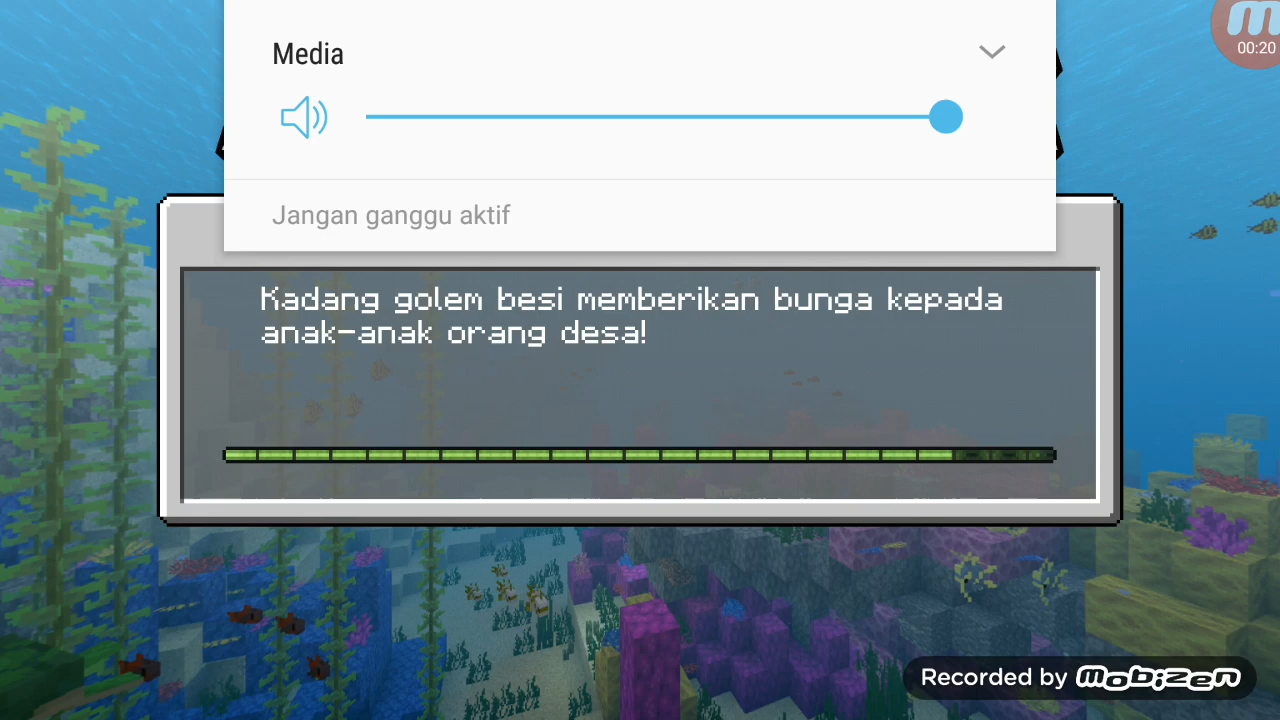 Media
00:20
Jangan ganggu aktif
Kadang golem besi memberikan bunga kepada
anak-anak orang desa!
Recorded by mobizen